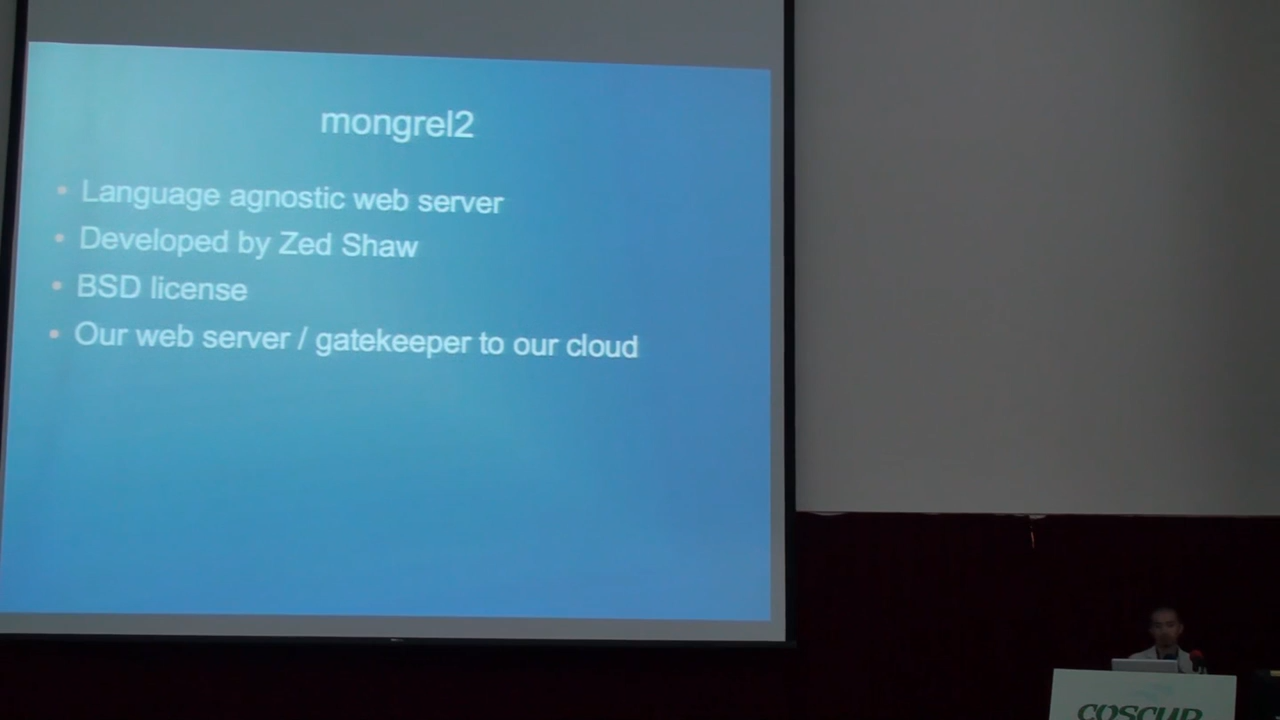 mongrel2
• Language agnostic web server
• Developed by Zed Shaw
• BSD license
• Our web server / gatekeeper to our cloud
COSCUP